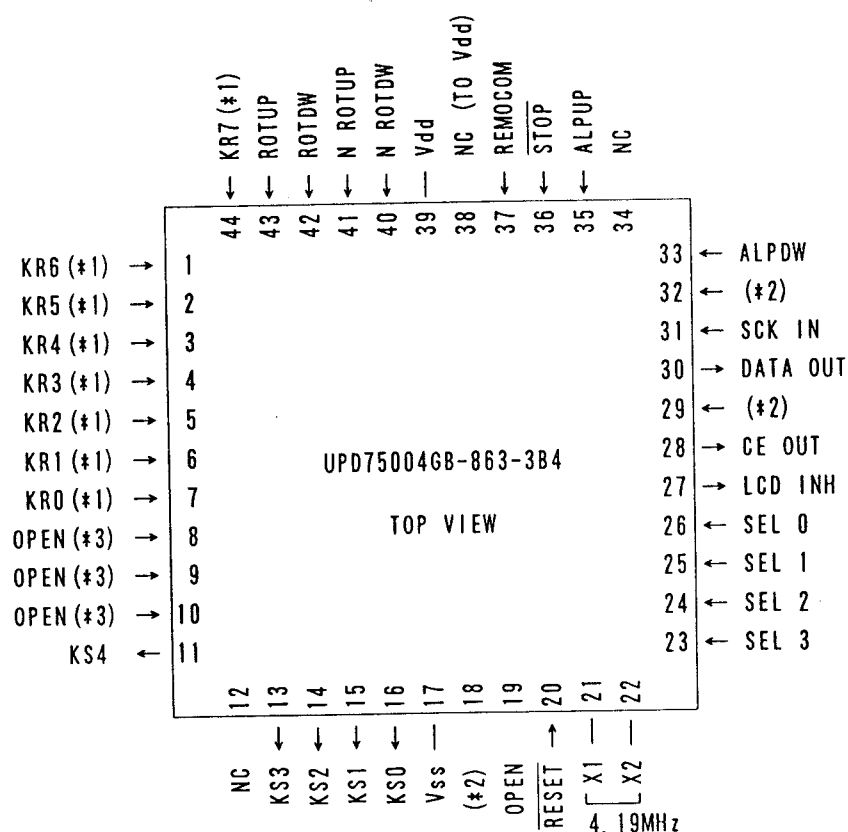 KR7(*1)
ROTUP
ROTDW
N ROTUP
N ROTDW
Vdd
NC (TO Vdd)
REMOCOM
STOP
ALPUP
NC
44
43
42
41
40
39
38
37
36
35
34
KR6(*1) → 1
KR5(*1) → 2
KR4(*1) → 3
KR3(*1) → 4
KR2(*1) → 5
KR1(*1) → 6
KR0(*1) → 7
OPEN(*3) → 8
OPEN(*3) → 9
OPEN(*3) → 10
KS4 ← 11
33 ← ALPDW
32 ← (*2)
31 ← SCK IN
30 → DATA OUT
29 ← (*2)
28 → CE OUT
27 → LCD INH
26 ← SEL 0
25 ← SEL 1
24 ← SEL 2
23 ← SEL 3
UPD75004GB-863-3B4
TOP VIEW
12
13
14
15
16
17
18
19
20
21
22
NC
KS3
KS2
KS1
KS0
Vss
(*2)
OPEN
RESET
X1
X2
4.19MHz